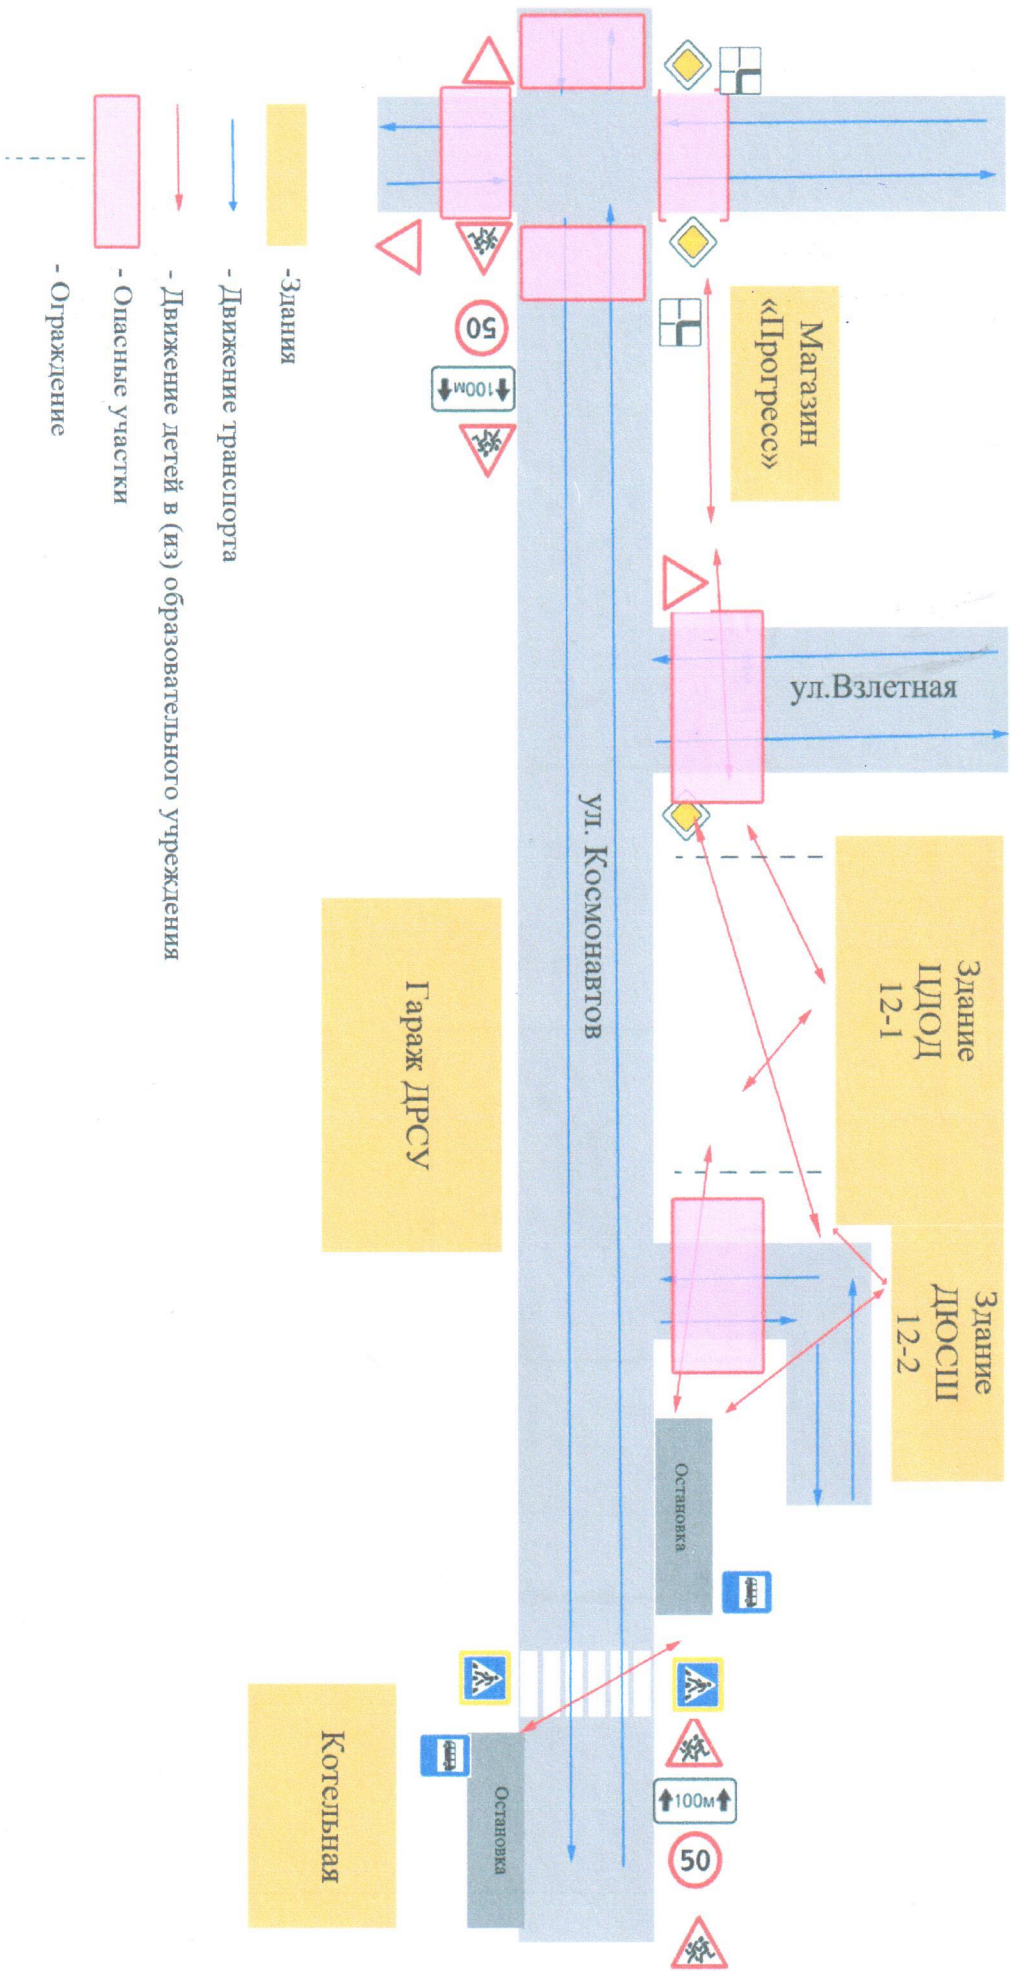 Магазин
«Прогресс»
ул.Взлетная
Здание
ЦДОД
12-1
Здание
ДЮСШ
12-2
ул. Космонавтов
Остановка
100м
50
50
100м
Гараж ДРСУ
Остановка
Котельная
-Здания
- Движение транспорта
- Движение детей в (из) образовательного учреждения
- Опасные участки
- Ограждение